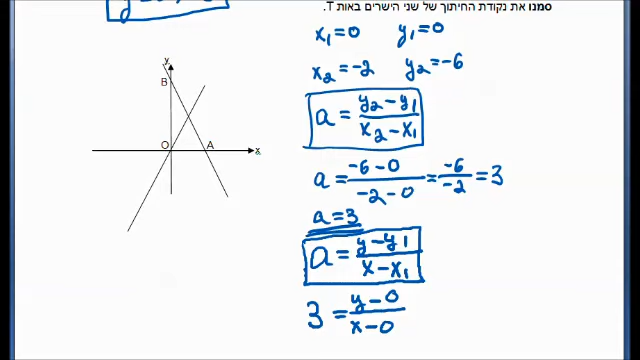 סמנו את נקודת החיתוך של שני הישרים באות T.
x₁=0 y₁=0
x₂=-2 y₂=-6
a = (y₂-y₁)/(x₂-x₁)
a = (-6-0)/(-2-0) = (-6)/(-2) = 3
a=3
a = (y-y₁)/(x-x₁)
3 = (y-0)/(x-0)
y
B
O
A
x